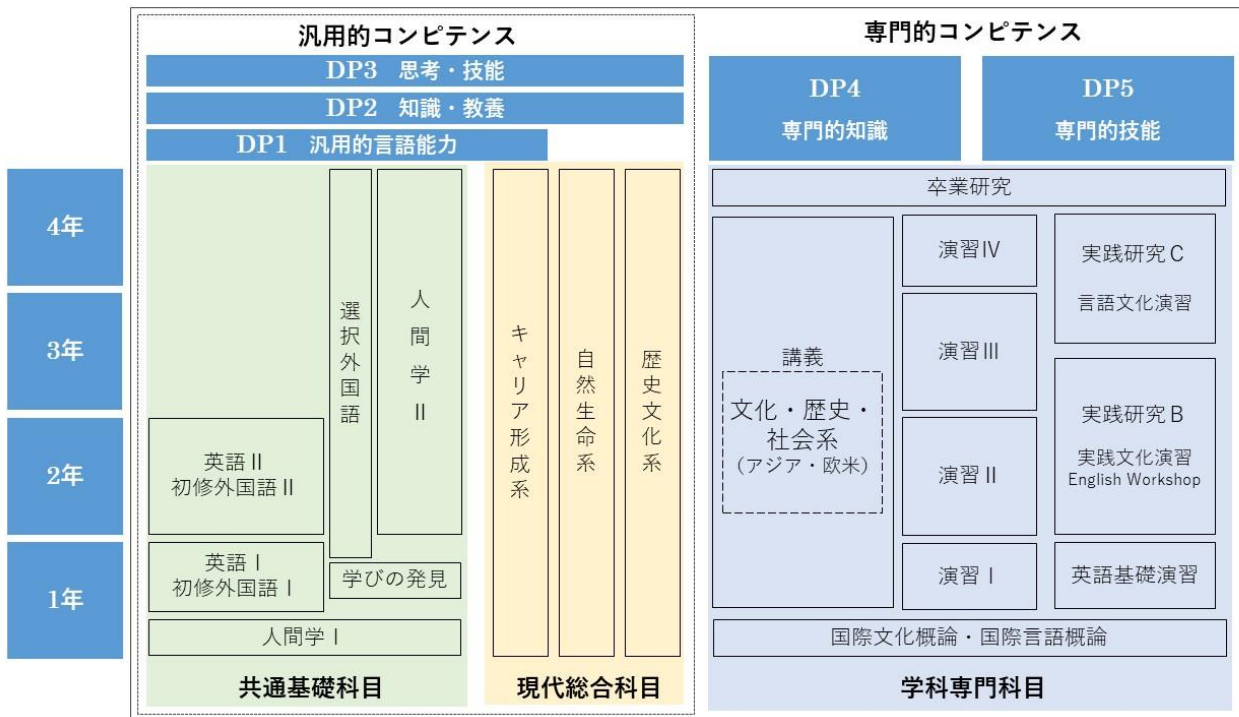 汎用的コンピテンス
DP3 思考・技能
DP2 知識・教養
DP1 汎用的言語能力
専門的コンピテンス
DP4
専門的知識
DP5
専門的技能
4年
3年
2年
1年
選択外国語
人間学Ⅱ
英語Ⅱ
初修外国語Ⅱ
英語Ⅰ
初修外国語Ⅰ
学びの発見
人間学Ⅰ
共通基礎科目
キャリア形成系
自然生命系
歴史文化系
現代総合科目
卒業研究
講義
文化・歴史・
社会系
（アジア・欧米）
演習Ⅳ
演習Ⅲ
演習Ⅱ
演習Ⅰ
実践研究C
言語文化演習
実践研究B
実践文化演習
English Workshop
英語基礎演習
国際文化概論・国際言語概論
学科専門科目